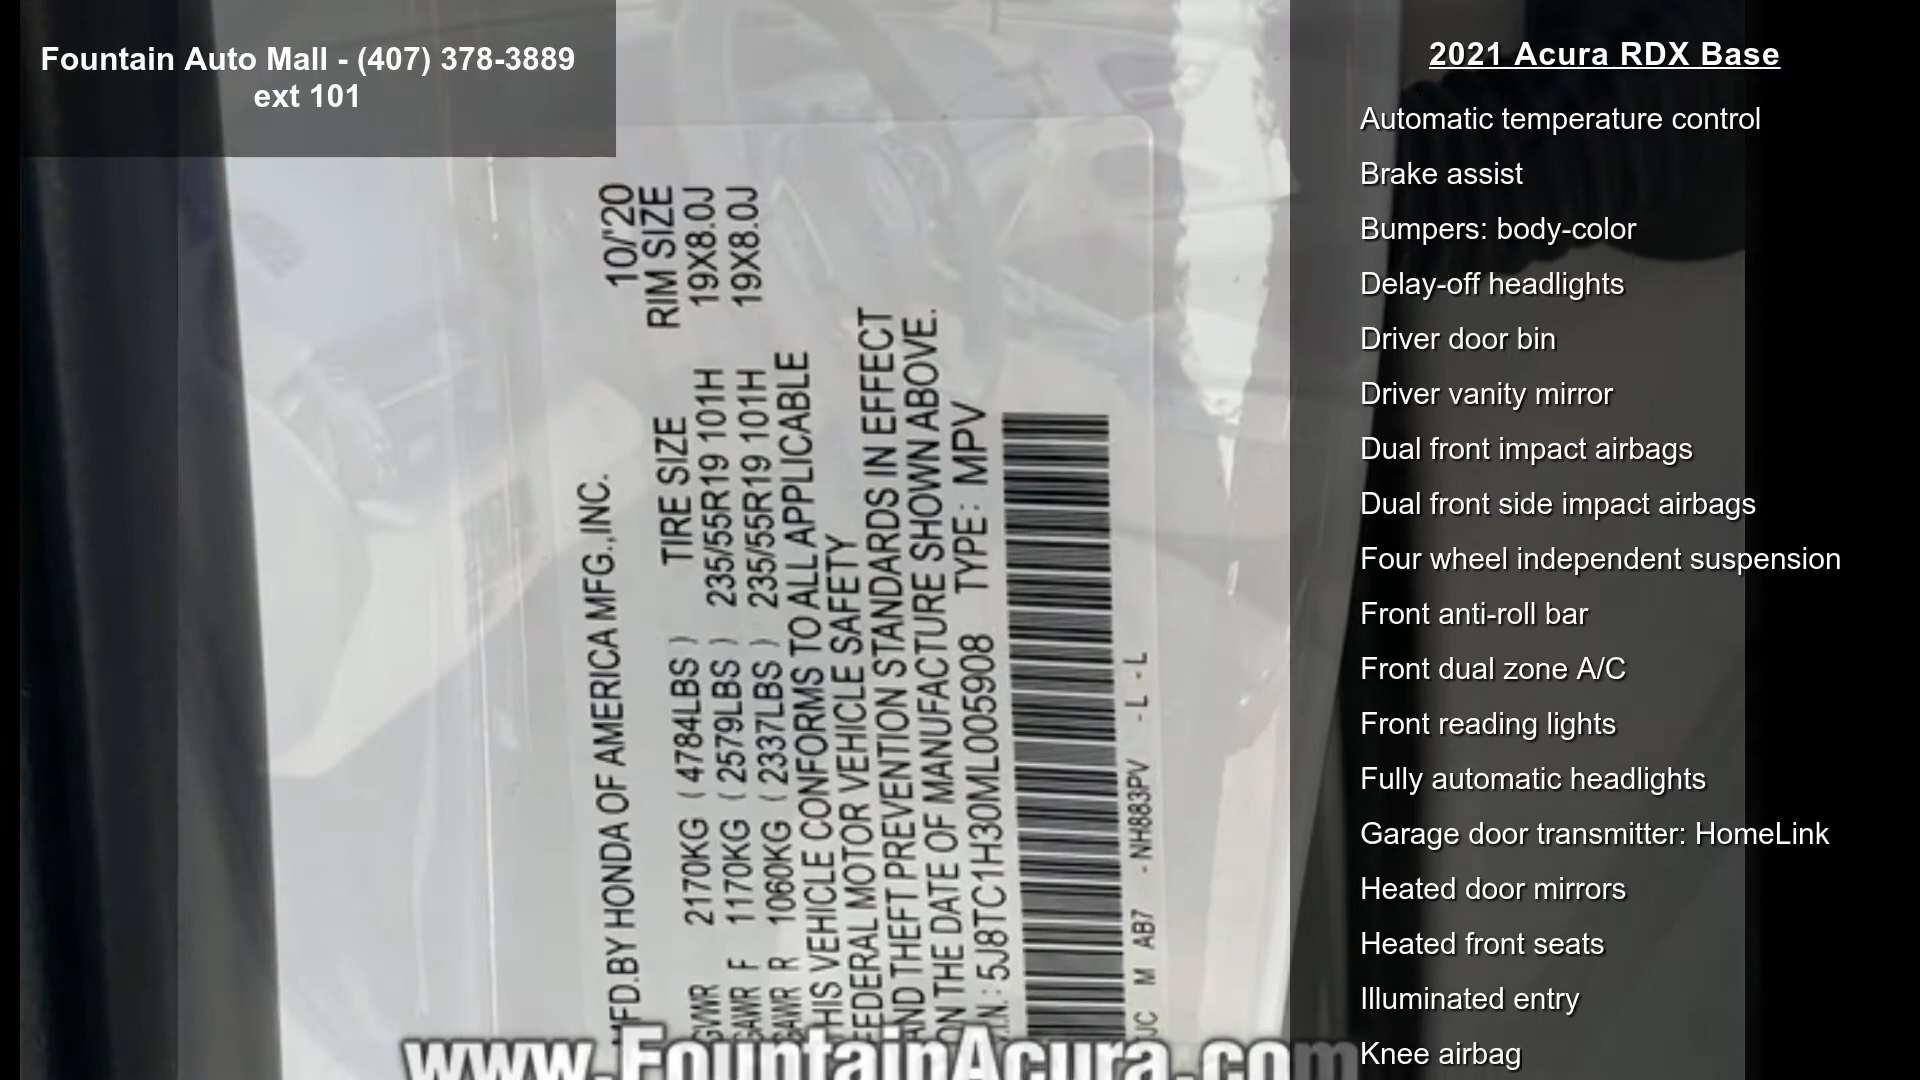 Fountain Auto Mall - (407) 378-3889
ext 101
2021 Acura RDX Base
Automatic temperature control
Brake assist
Bumpers: body-color
Delay-off headlights
Driver door bin
Driver vanity mirror
Dual front impact airbags
Dual front side impact airbags
Four wheel independent suspension
Front anti-roll bar
Front dual zone A/C
Front reading lights
Fully automatic headlights
Garage door transmitter: HomeLink
Heated door mirrors
Heated front seats
Illuminated entry
Knee airbag
MFD.BY HONDA OF AMERICA MFG.,INC. 10/'20
TIRE SIZE RIM SIZE
GVWR 2170KG ( 4784LBS ) 235/55R19 101H 19X8.0J
GAWR F 1170KG ( 2579LBS ) 235/55R19 101H 19X8.0J
GAWR R 1060KG ( 2337LBS )
THIS VEHICLE CONFORMS TO ALL APPLICABLE
FEDERAL MOTOR VEHICLE SAFETY
AND THEFT PREVENTION STANDARDS IN EFFECT
ON THE DATE OF MANUFACTURE SHOWN ABOVE.
V.I.N.: 5J8TC1H30ML005908 TYPE: MPV
JC M AB7 -NH883PV -L -L
www.FountainAcura.com